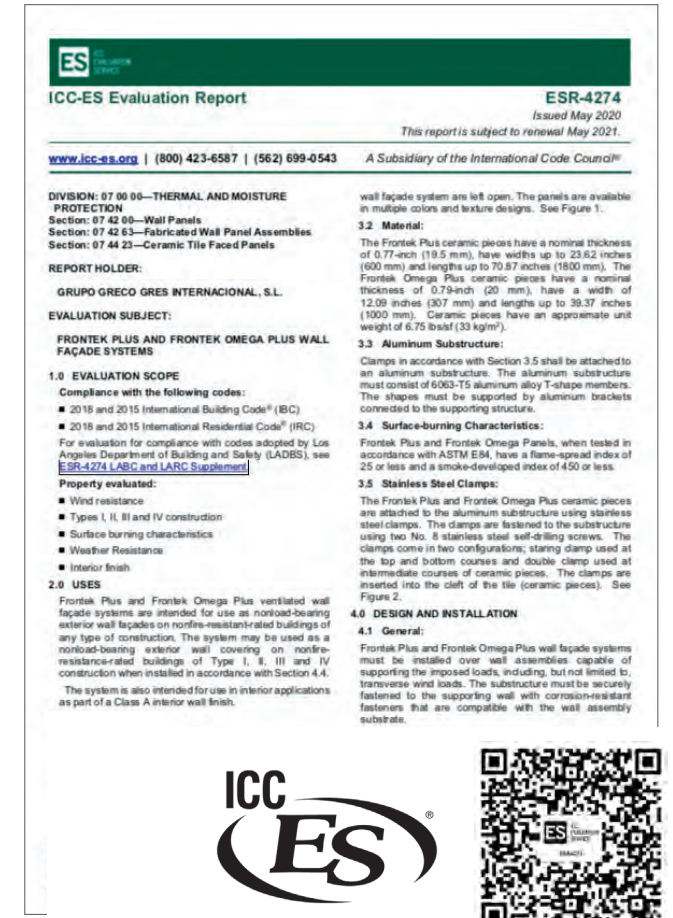 ES ICC EVALUATION SERVICE
ICC-ES Evaluation Report
ESR-4274
Issued May 2020
This report is subject to renewal May 2021.
www.icc-es.org | (800) 423-6587 | (562) 699-0543
A Subsidiary of the International Code Council®
DIVISION: 07 00 00—THERMAL AND MOISTURE
PROTECTION
Section: 07 42 00—Wall Panels
Section: 07 42 63—Fabricated Wall Panel Assemblies
Section: 07 44 23—Ceramic Tile Faced Panels
REPORT HOLDER:
GRUPO GRECO GRES INTERNACIONAL, S.L.
EVALUATION SUBJECT:
FRONTEK PLUS AND FRONTEK OMEGA PLUS WALL
FAÇADE SYSTEMS
1.0 EVALUATION SCOPE
Compliance with the following codes:
■ 2018 and 2015 International Building Code® (IBC)
■ 2018 and 2015 International Residential Code® (IRC)
For evaluation for compliance with codes adopted by Los
Angeles Department of Building and Safety (LADBS), see
ESR-4274 LABC and LARC Supplement.
Property evaluated:
■ Wind resistance
■ Types I, II, III and IV construction
■ Surface burning characteristics
■ Weather Resistance
■ Interior finish
2.0 USES
Frontek Plus and Frontek Omega Plus ventilated wall
façade systems are intended for use as nonload-bearing
exterior wall façades on nonfire-resistant-rated buildings of
any type of construction. The system may be used as a
nonload-bearing exterior wall covering on nonfire-
resistance-rated buildings of Type I, II, III and IV
construction when installed in accordance with Section 4.4.
The system is also intended for use in interior applications
as part of a Class A interior wall finish.
wall façade system are left open. The panels are available
in multiple colors and texture designs. See Figure 1.
3.2 Material:
The Frontek Plus ceramic pieces have a nominal thickness
of 0.77-inch (19.5 mm), have widths up to 23.62 inches
(600 mm) and lengths up to 70.87 inches (1800 mm). The
Frontek Omega Plus ceramic pieces have a nominal
thickness of 0.79-inch (20 mm), have a width of
12.09 inches (307 mm) and lengths up to 39.37 inches
(1000 mm). Ceramic pieces have an approximate unit
weight of 6.75 lbs/sf (33 kg/m²).
3.3 Aluminum Substructure:
Clamps in accordance with Section 3.5 shall be attached to
an aluminum substructure. The aluminum substructure
must consist of 6063-T5 aluminum alloy T-shape members.
The shapes must be supported by aluminum brackets
connected to the supporting structure.
3.4 Surface-burning Characteristics:
Frontek Plus and Frontek Omega Panels, when tested in
accordance with ASTM E84, have a flame-spread index of
25 or less and a smoke-developed index of 450 or less.
3.5 Stainless Steel Clamps:
The Frontek Plus and Frontek Omega Plus ceramic pieces
are attached to the aluminum substructure using stainless
steel clamps. The clamps are fastened to the substructure
using two No. 8 stainless steel self-drilling screws. The
clamps come in two configurations; staring clamp used at
the top and bottom courses and double clamp used at
intermediate courses of ceramic pieces. The clamps are
inserted into the cleft of the tile (ceramic pieces). See
Figure 2.
4.0 DESIGN AND INSTALLATION
4.1 General:
Frontek Plus and Frontek Omega Plus wall façade systems
must be installed over wall assemblies capable of
supporting the imposed loads, including, but not limited to,
transverse wind loads. The substructure must be securely
fastened to the supporting wall with corrosion-resistant
fasteners that are compatible with the wall assembly
substrate.
ICC
ES®
ES